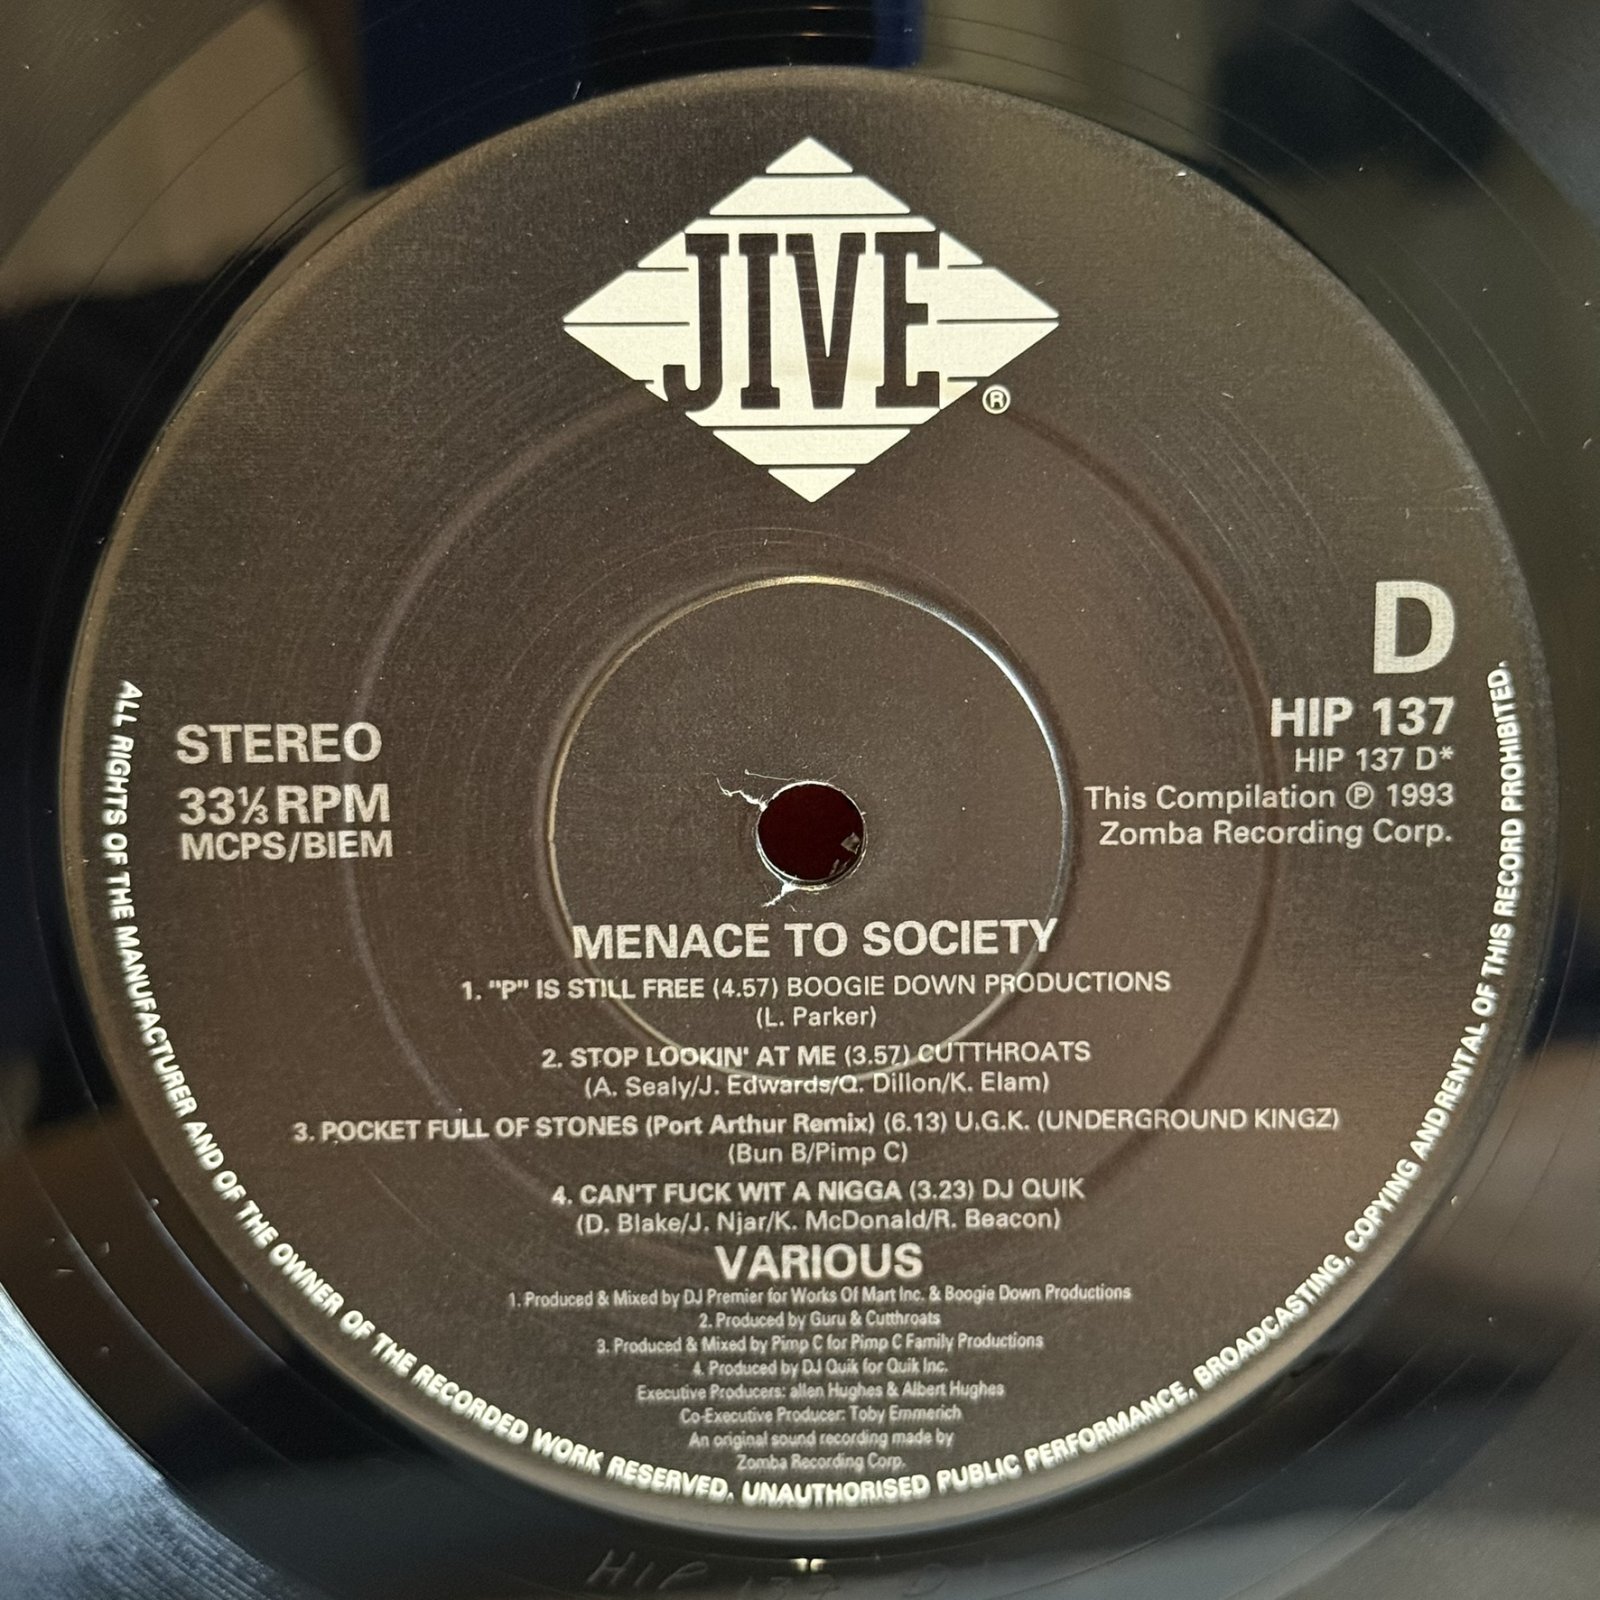 JIVE®
D
HIP 137
HIP 137 D*
This Compilation ℗ 1993
Zomba Recording Corp.
STEREO
33⅓ RPM
MCPS/BIEM
MENACE TO SOCIETY
1. "P" IS STILL FREE (4.57) BOOGIE DOWN PRODUCTIONS
(L. Parker)
2. STOP LOOKIN' AT ME (3.57) CUTTHROATS
(A. Sealy/J. Edwards/Q. Dillon/K. Elam)
3. POCKET FULL OF STONES (Port Arthur Remix) (6.13) U.G.K. (UNDERGROUND KINGZ)
(Bun B/Pimp C)
4. CAN'T FUCK WIT A NIGGA (3.23) DJ QUIK
(D. Blake/J. Njar/K. McDonald/R. Beacon)
VARIOUS
1. Produced & Mixed by DJ Premier for Works Of Mart Inc. & Boogie Down Productions
2. Produced by Guru & Cutthroats
3. Produced & Mixed by Pimp C for Pimp C Family Productions
4. Produced by DJ Quik for Quik Inc.
Executive Producers: allen Hughes & Albert Hughes
Co-Executive Producer: Toby Emmerich
An original sound recording made by
Zomba Recording Corp.
ALL RIGHTS OF THE MANUFACTURER AND OF THE OWNER OF THE RECORDED WORK RESERVED. UNAUTHORISED PUBLIC PERFORMANCE, BROADCASTING, COPYING ANDRENTAL OF THIS RECORD PROHIBITED.
HIP 137 D